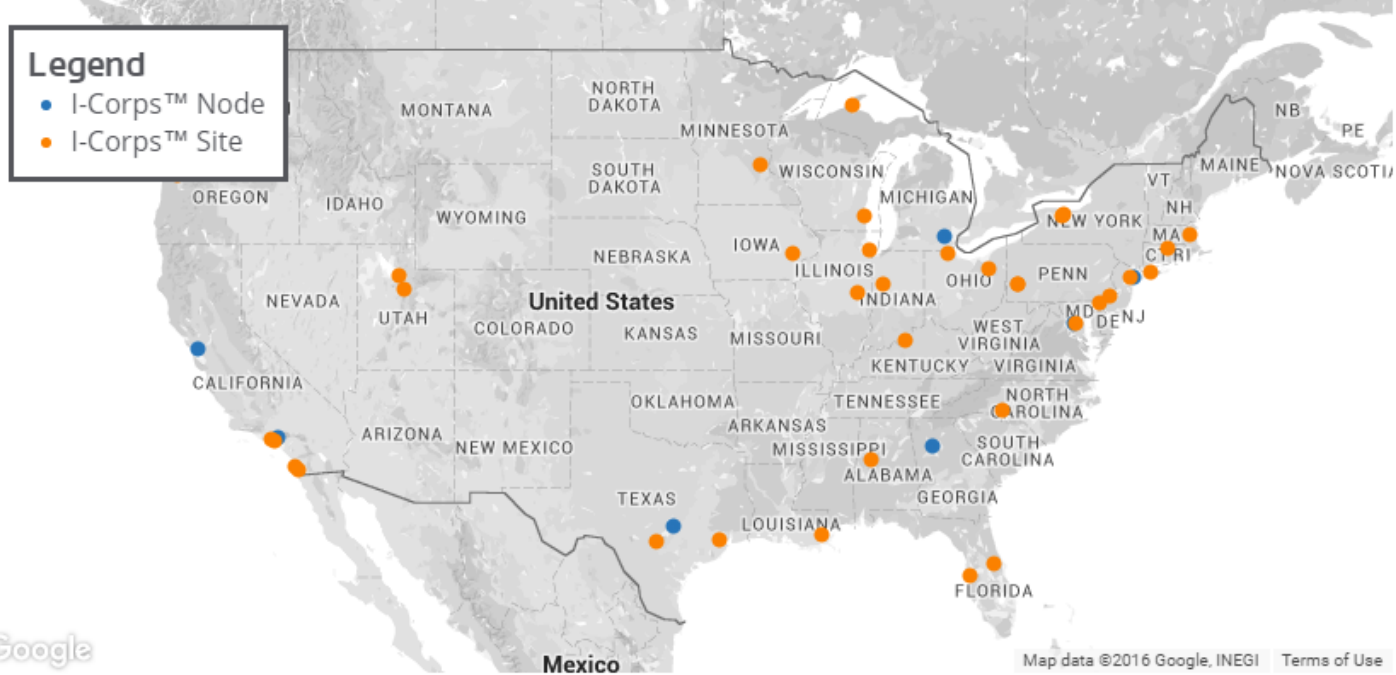 Legend
I-Corps™ Node
I-Corps™ Site
NORTH
DAKOTA
MONTANA
MINNESOTA
NB
PE
OREGON
IDAHO
WYOMING
SOUTH
DAKOTA
WISCONSIN
MICHIGAN
VT
MAINE
NOVA SCOTIA
NH
NEW YORK
MA
CT RI
IOWA
NEBRASKA
ILLINOIS
INDIANA
OHIO
PENN
NEVADA
UTAH
United States
COLORADO
KANSAS
MISSOURI
WEST
VIRGINIA
MD
DE
NJ
KENTUCKY
VIRGINIA
CALIFORNIA
OKLAHOMA
TENNESSEE
NORTH
CAROLINA
ARIZONA
NEW MEXICO
ARKANSAS
MISSISSIPPI
SOUTH
CAROLINA
ALABAMA
GEORGIA
TEXAS
LOUISIANA
FLORIDA
Google
Mexico
Map data ©2016 Google, INEGI
Terms of Use